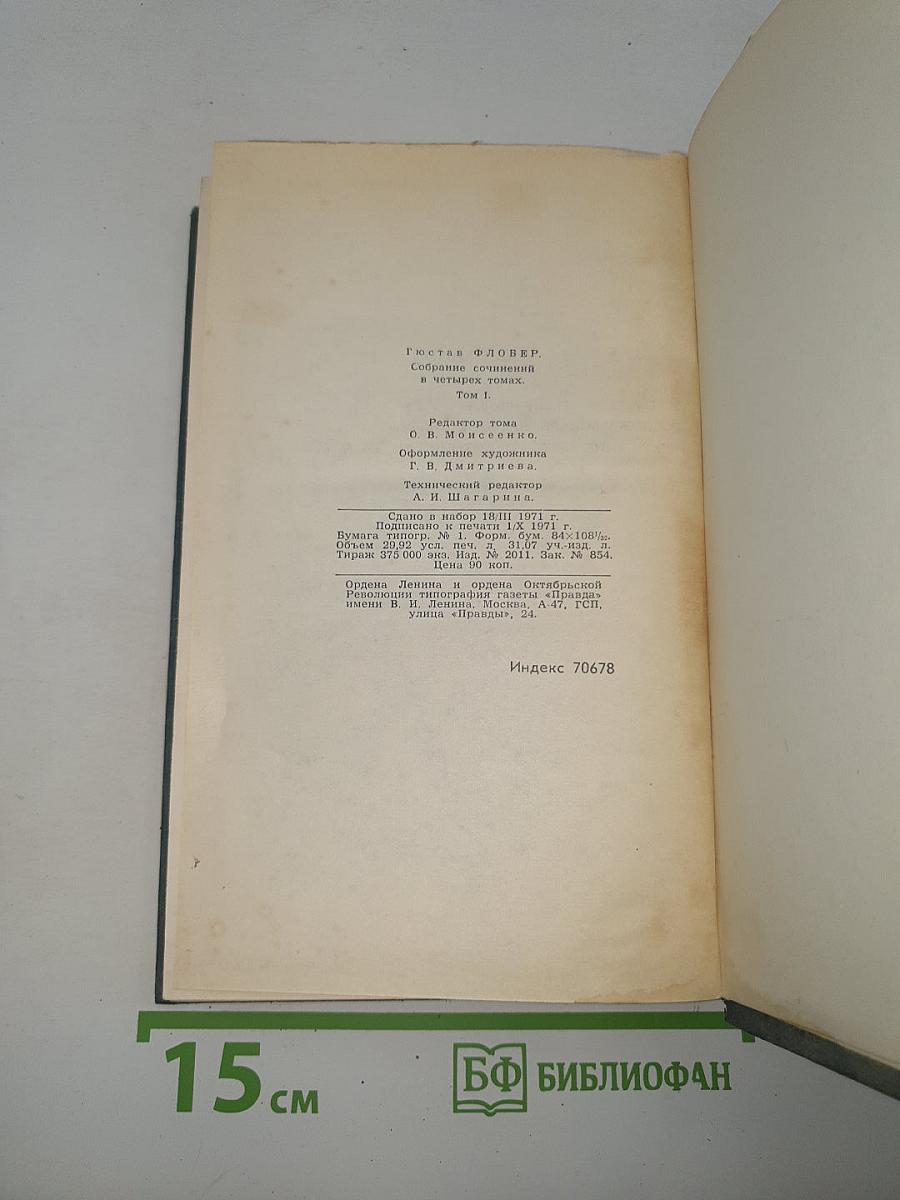 Гюстав ФЛОБЕР.
Собрание сочинений
в четырех томах.
Том I.
Редактор тома
О. В. Моисеенко.
Оформление художника
Г. В. Дмитриева.
Технический редактор
А. И. Шагарина.
Сдано в набор 18/III 1971 г.
Подписано к печати 1/X 1971 г.
Бумага типогр. № 1. Форм. бум. 84×108¹/₃₂.
Объем 29,92 усл. печ. л. 31,07 уч.-изд. л.
Тираж 375 000 экз. Изд. № 2011. Зак. № 854.
Цена 90 коп.
Ордена Ленина и ордена Октябрьской
Революции типография газеты «Правда»
имени В. И. Ленина, Москва, А-47, ГСП,
улица «Правды», 24.
Индекс 70678
15 см
БФ БИБЛИОФАН